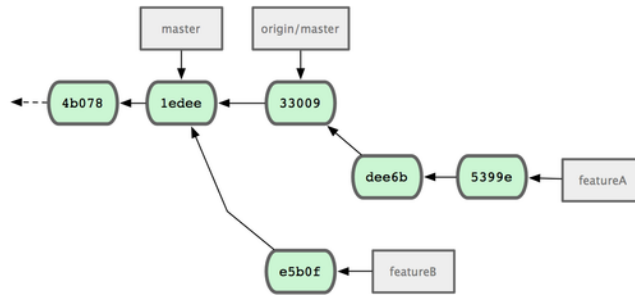 master
origin/master
4b078
1edee
33009
dee6b
5399e
featureA
e5b0f
featureB